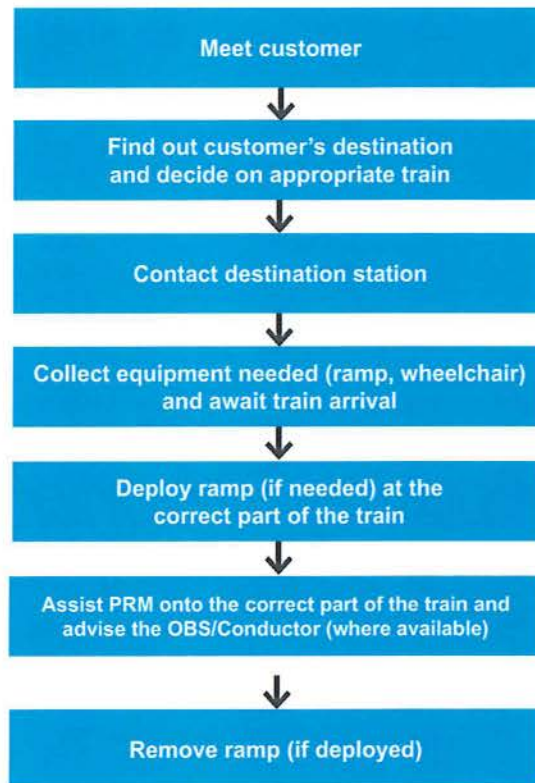 Meet customer
Find out customer's destination
and decide on appropriate train
Contact destination station
Collect equipment needed (ramp, wheelchair)
and await train arrival
Deploy ramp (if needed) at the
correct part of the train
Assist PRM onto the correct part of the train and
advise the OBS/Conductor (where available)
Remove ramp (if deployed)